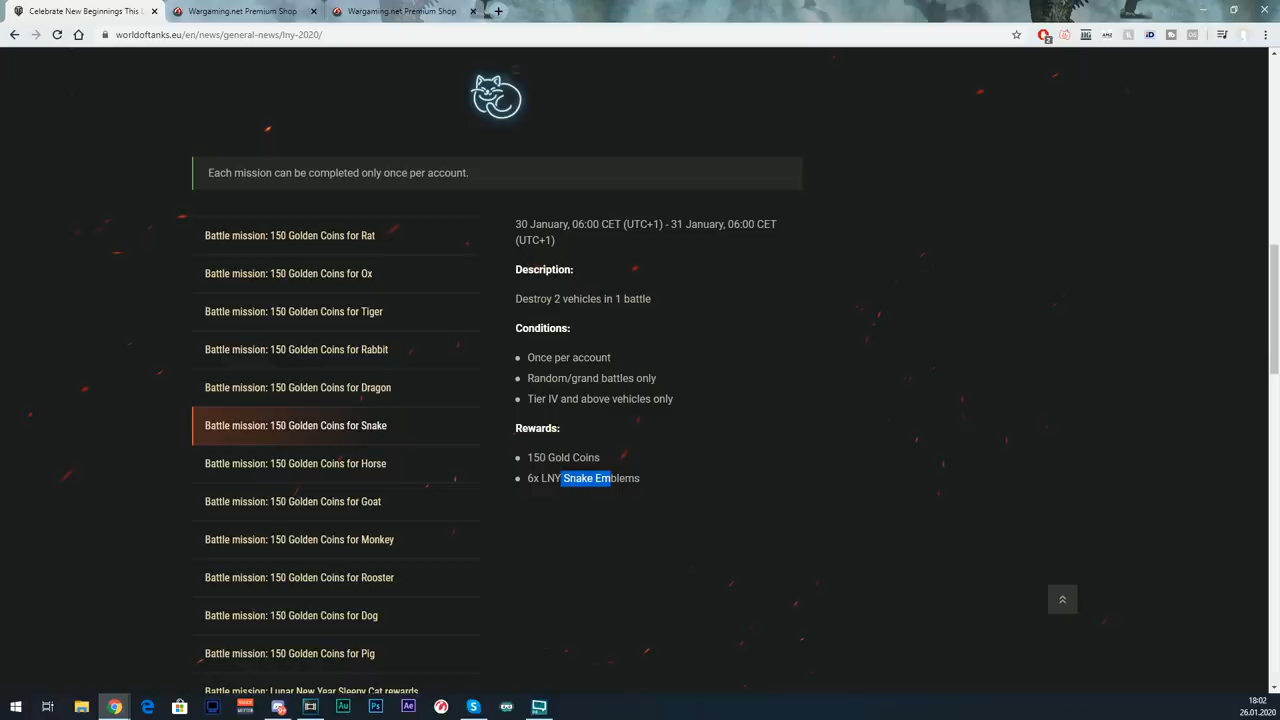 Celebrate New Beginnings This L
Wargaming.net Premium Shop
Wargaming.net Premium Shop
worldoftanks.eu/en/news/general-news/lny-2020/
Each mission can be completed only once per account.
Battle mission: 150 Golden Coins for Rat
Battle mission: 150 Golden Coins for Ox
Battle mission: 150 Golden Coins for Tiger
Battle mission: 150 Golden Coins for Rabbit
Battle mission: 150 Golden Coins for Dragon
Battle mission: 150 Golden Coins for Snake
Battle mission: 150 Golden Coins for Horse
Battle mission: 150 Golden Coins for Goat
Battle mission: 150 Golden Coins for Monkey
Battle mission: 150 Golden Coins for Rooster
Battle mission: 150 Golden Coins for Dog
Battle mission: 150 Golden Coins for Pig
Battle mission: Lunar New Year Sleepy Cat rewards
30 January, 06:00 CET (UTC+1) - 31 January, 06:00 CET
(UTC+1)
Description:
Destroy 2 vehicles in 1 battle
Conditions:
Once per account
Random/grand battles only
Tier IV and above vehicles only
Rewards:
150 Gold Coins
6x LNY Snake Emblems
18:02
26.01.2020